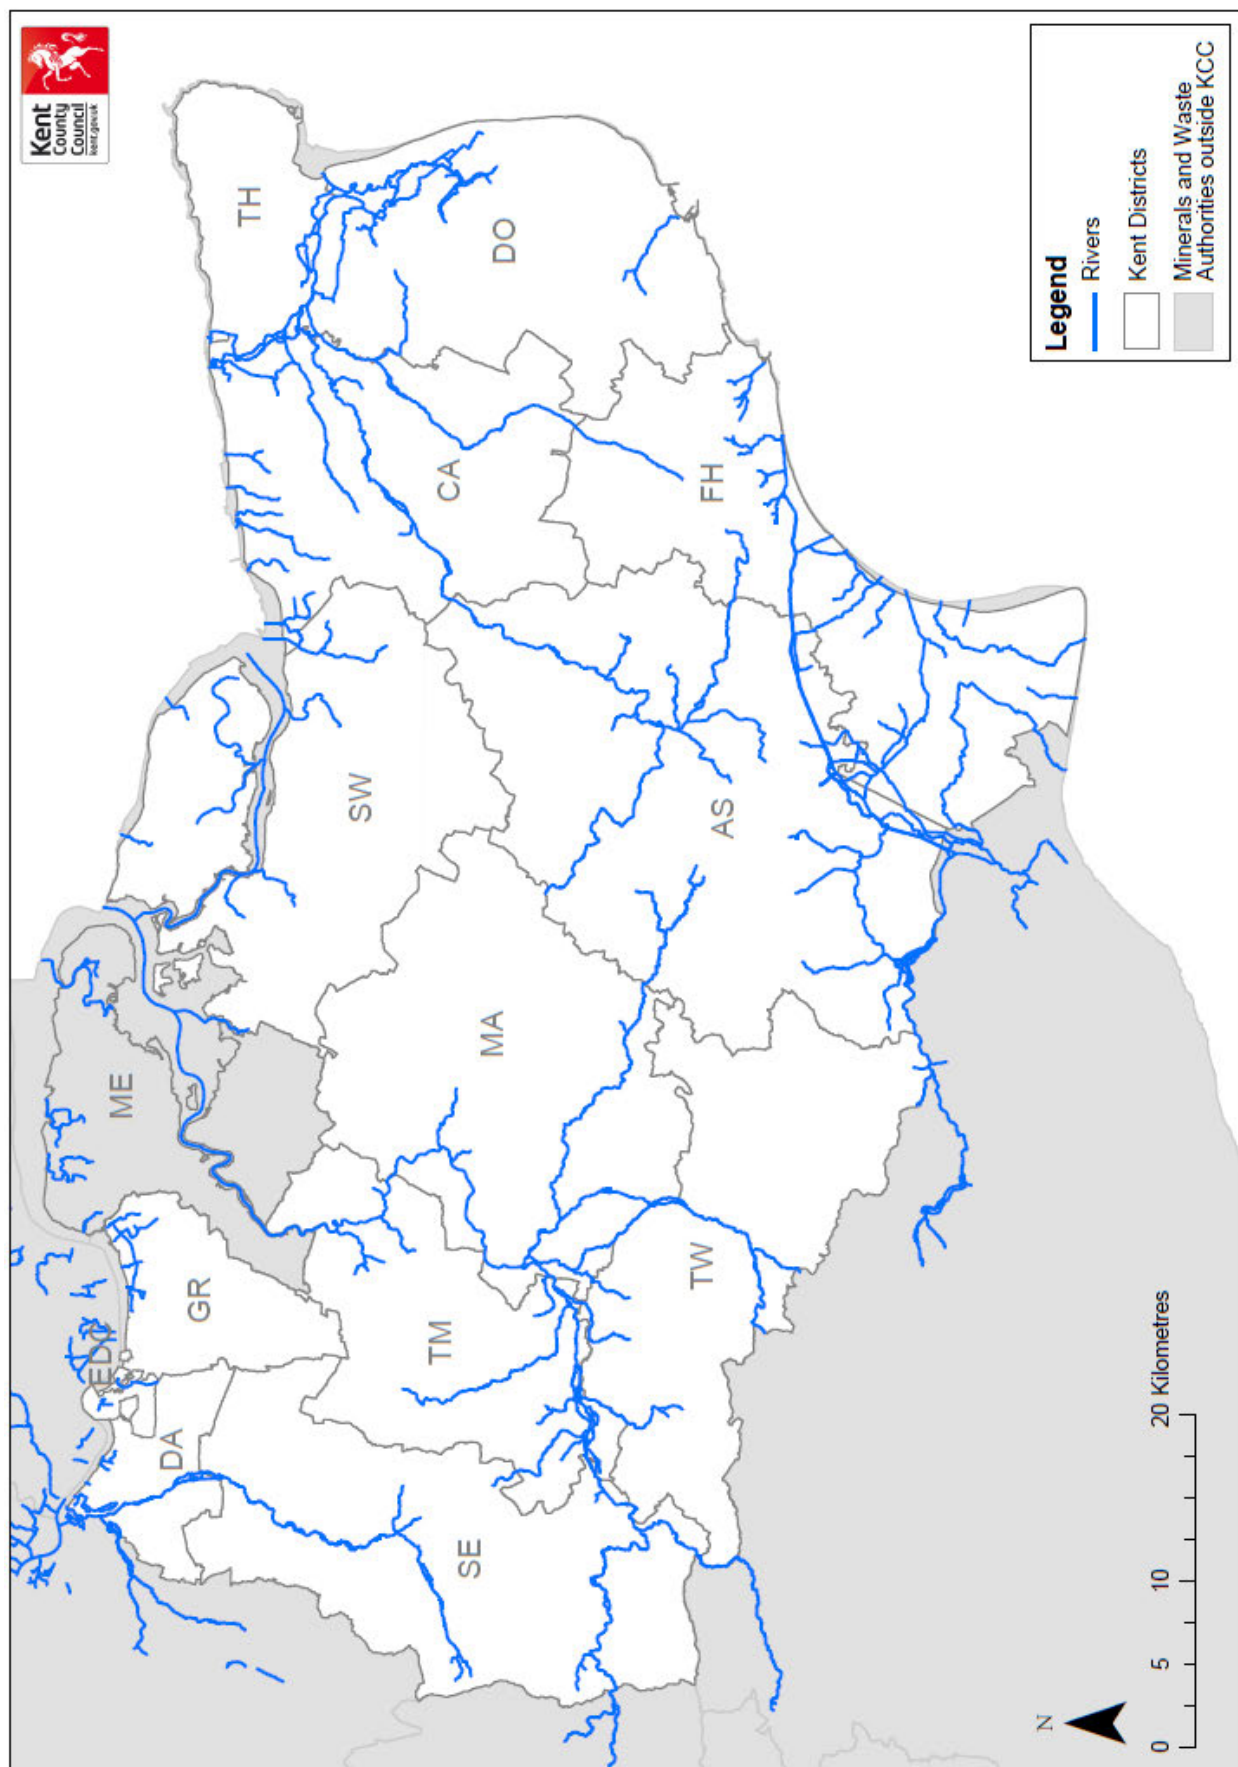 Kent
County
Council
kent.gov.uk
TH
DO
CA
FH
SW
AS
ME
MA
GR
EDC
TM
TW
DA
SE
Legend
Rivers
Kent Districts
Minerals and Waste
Authorities outside KCC
N
0 5 10 20 Kilometres